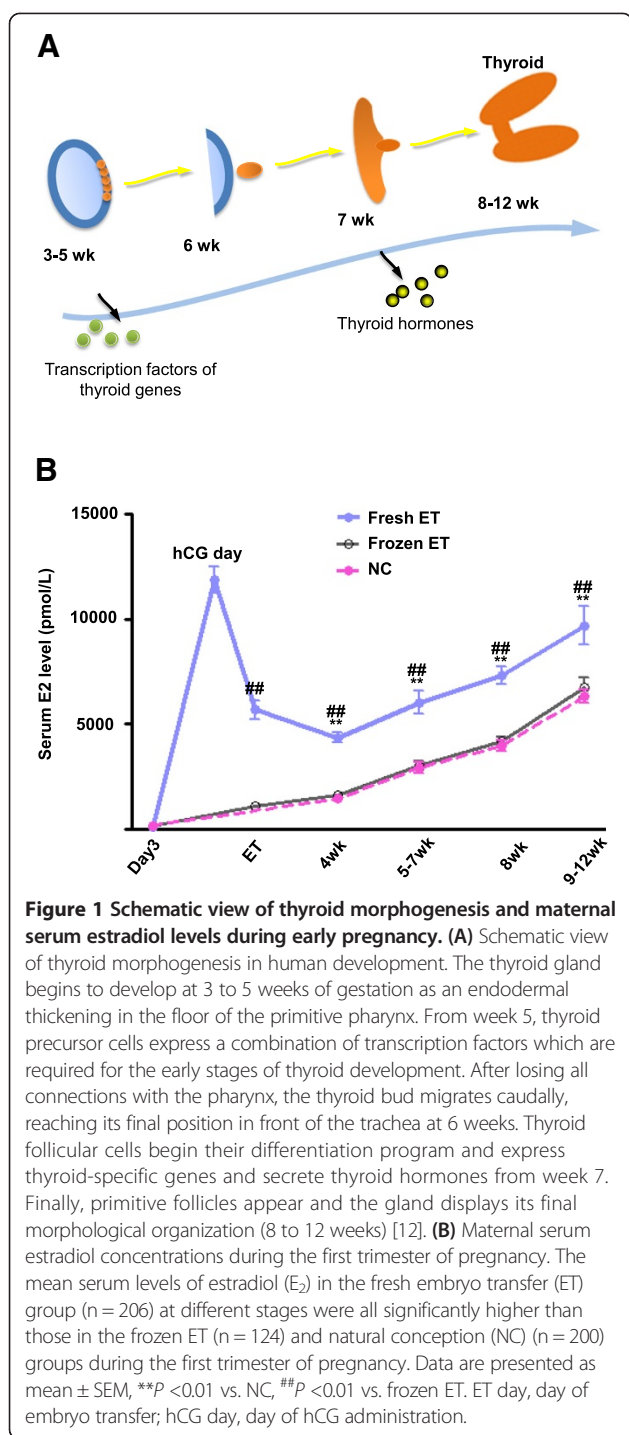 A
Thyroid
3-5 wk
6 wk
7 wk
8-12 wk
Thyroid hormones
Transcription factors of
thyroid genes
B
Serum E2 level (pmol/L)
15000
10000
5000
hCG day
Fresh ET
Frozen ET
NC
##
##
**
##
**
##
**
##
**
Day3
ET
4wk
5-7wk
8wk
9-12wk
Figure 1 Schematic view of thyroid morphogenesis and maternal
serum estradiol levels during early pregnancy. (A) Schematic view
of thyroid morphogenesis in human development. The thyroid gland
begins to develop at 3 to 5 weeks of gestation as an endodermal
thickening in the floor of the primitive pharynx. From week 5, thyroid
precursor cells express a combination of transcription factors which are
required for the early stages of thyroid development. After losing all
connections with the pharynx, the thyroid bud migrates caudally,
reaching its final position in front of the trachea at 6 weeks. Thyroid
follicular cells begin their differentiation program and express
thyroid-specific genes and secrete thyroid hormones from week 7.
Finally, primitive follicles appear and the gland displays its final
morphological organization (8 to 12 weeks) [12]. (B) Maternal serum
estradiol concentrations during the first trimester of pregnancy. The
mean serum levels of estradiol (E₂) in the fresh embryo transfer (ET)
group (n = 206) at different stages were all significantly higher than
those in the frozen ET (n = 124) and natural conception (NC) (n = 200)
groups during the first trimester of pregnancy. Data are presented as
mean ± SEM, **P <0.01 vs. NC, ##P <0.01 vs. frozen ET. ET day, day of
embryo transfer; hCG day, day of hCG administration.